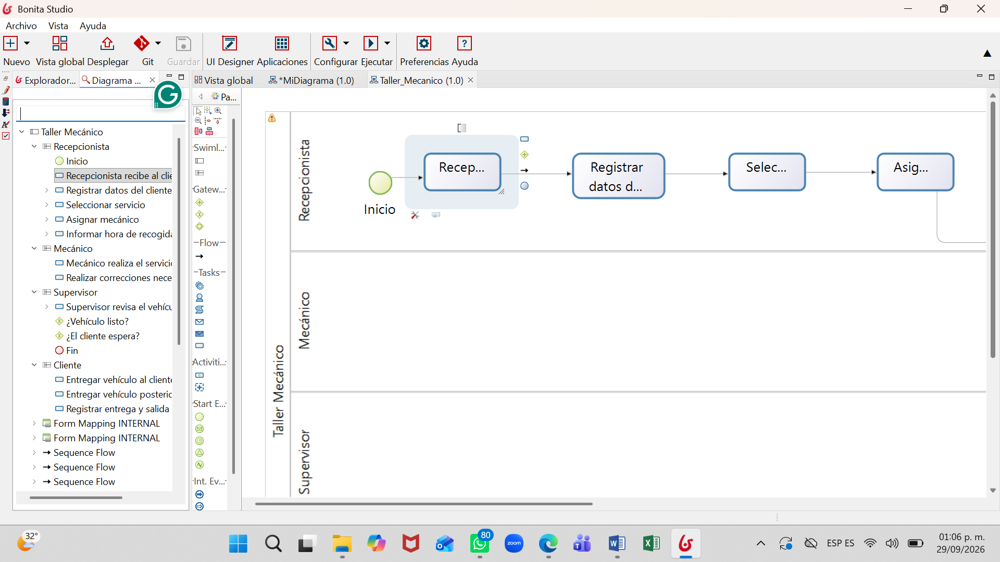 Bonita Studio
Archivo Vista Ayuda
Nuevo Vista global Desplegar Git Guardar UI Designer Aplicaciones Configurar Ejecutar Preferencias Ayuda
Explorador... Diagrama ... Vista global *MiDiagrama (1.0) Taller_Mecanico (1.0)
Pa...
Taller Mecánico
Recepcionista
Inicio
Recepcionista recibe al clie
Registrar datos del cliente
Seleccionar servicio
Asignar mecánico
Informar hora de recogida
Mecánico
Mecánico realiza el servicio
Realizar correcciones nece
Supervisor
Supervisor revisa el vehícu
¿Vehículo listo?
¿El cliente espera?
Fin
Cliente
Entregar vehículo al cliente
Entregar vehículo posterio
Registrar entrega y salida
Form Mapping INTERNAL
Form Mapping INTERNAL
Sequence Flow
Sequence Flow
Sequence Flow
Swiml...
Gatew...
Flow
Tasks
Activiti...
Start E...
Int. Ev...
Taller Mecánico
Recepcionista
Inicio
Recep...
Registrar
datos d...
Selec...
Asig...
Mecánico
Supervisor
32°
80
zoom
ESP ES
01:06 p. m.
29/09/2026